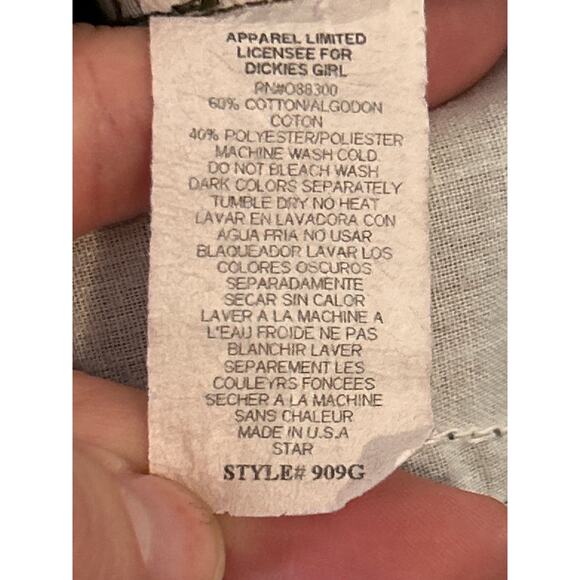 APPAREL LIMITED
LICENSEE FOR
DICKIES GIRL
RN#O88300
60% COTTON/ALGODON
COTON
40% POLYESTER/POLIESTER
MACHINE WASH COLD
DO NOT BLEACH WASH
DARK COLORS SEPARATELY
TUMBLE DRY NO HEAT
LAVAR EN LAVADORA CON
AGUA FRIA NO USAR
BLAQUEADOR LAVAR LOS
COLORES OSCUROS
SEPARADAMENTE
SECAR SIN CALOR
LAVER A LA MACHINE A
L'EAU FROIDE NE PAS
BLANCHIR LAVER
SEPAREMENT LES
COULEYRS FONCEES
SECHER A LA MACHINE
SANS CHALEUR
MADE IN U.S.A
STAR
STYLE# 909G